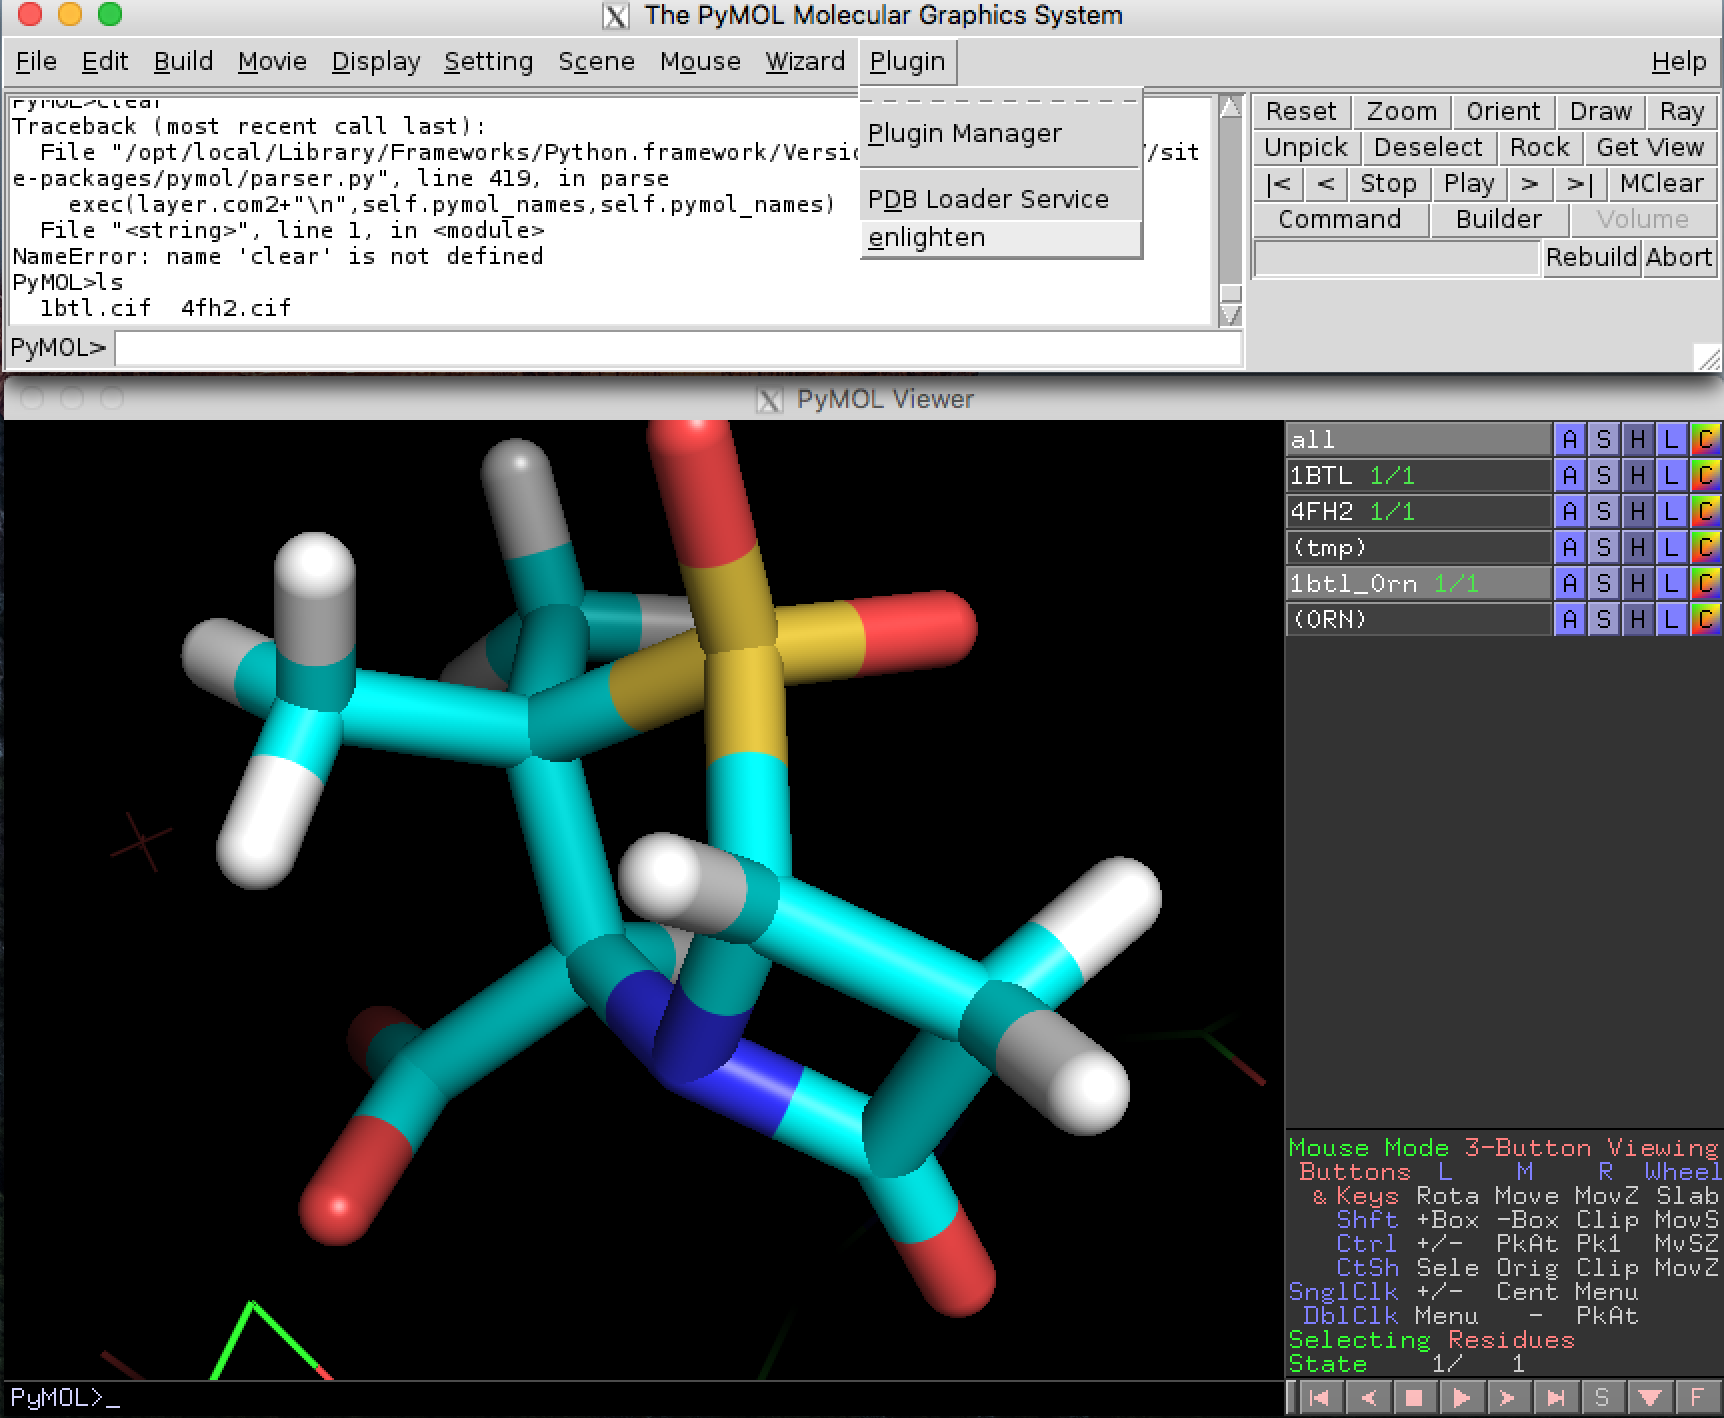 The PyMOL Molecular Graphics System
File Edit Build Movie Display Setting Scene Mouse Wizard Plugin Help
PyMOL>clear
Traceback (most recent call last):
File "/opt/local/Library/Frameworks/Python.framework/Versio
/sit
e-packages/pymol/parser.py", line 419, in parse
exec(layer.com2+"\n",self.pymol_names,self.pymol_names)
File "<string>", line 1, in <module>
NameError: name 'clear' is not defined
PyMOL>ls
1btl.cif 4fh2.cif
PyMOL>
Plugin Manager
PDB Loader Service
enlighten
Reset Zoom Orient Draw Ray
Unpick Deselect Rock Get View
|< < Stop Play > >| MClear
Command Builder Volume
Rebuild Abort
PyMOL Viewer
all A S H L C
1BTL 1/1 A S H L C
4FH2 1/1 A S H L C
(tmp) A S H L C
1btl_Orn 1/1 A S H L C
(ORN) A S H L C
Mouse Mode 3-Button Viewing
Buttons L M R Wheel
& Keys Rota Move MovZ Slab
Shft +Box -Box Clip MovS
Ctrl +/- PkAt Pk1 MvSZ
CtSh Sele Orig Clip MovZ
SnglClk +/- Cent Menu
DblClk Menu - PkAt
Selecting Residues
State 1/ 1
PyMOL>_
S F